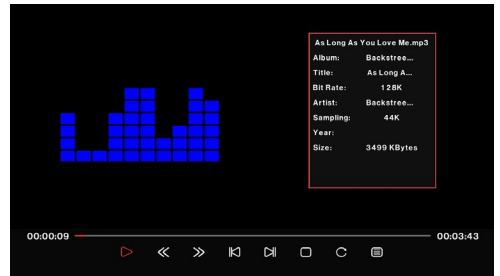 As Long As You Love Me.mp3
Album: Backstree...
Title: As Long A...
Bit Rate: 128K
Artist: Backstree...
Sampling: 44K
Year:
Size: 3499 KBytes
00:00:09 00:03:43